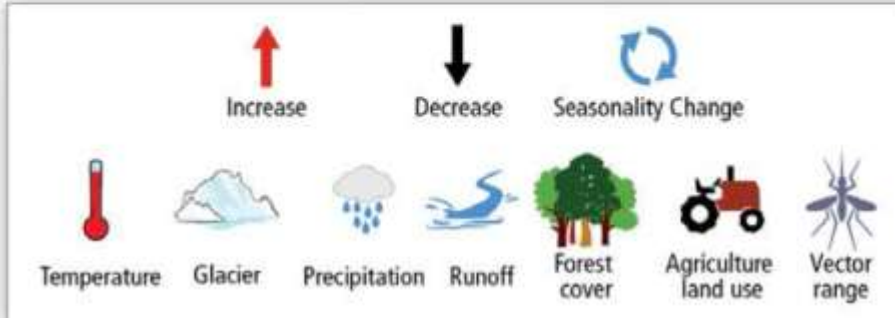 Increase Decrease Seasonality Change
Temperature Glacier Precipitation Runoff Forest cover Agriculture land use Vector range